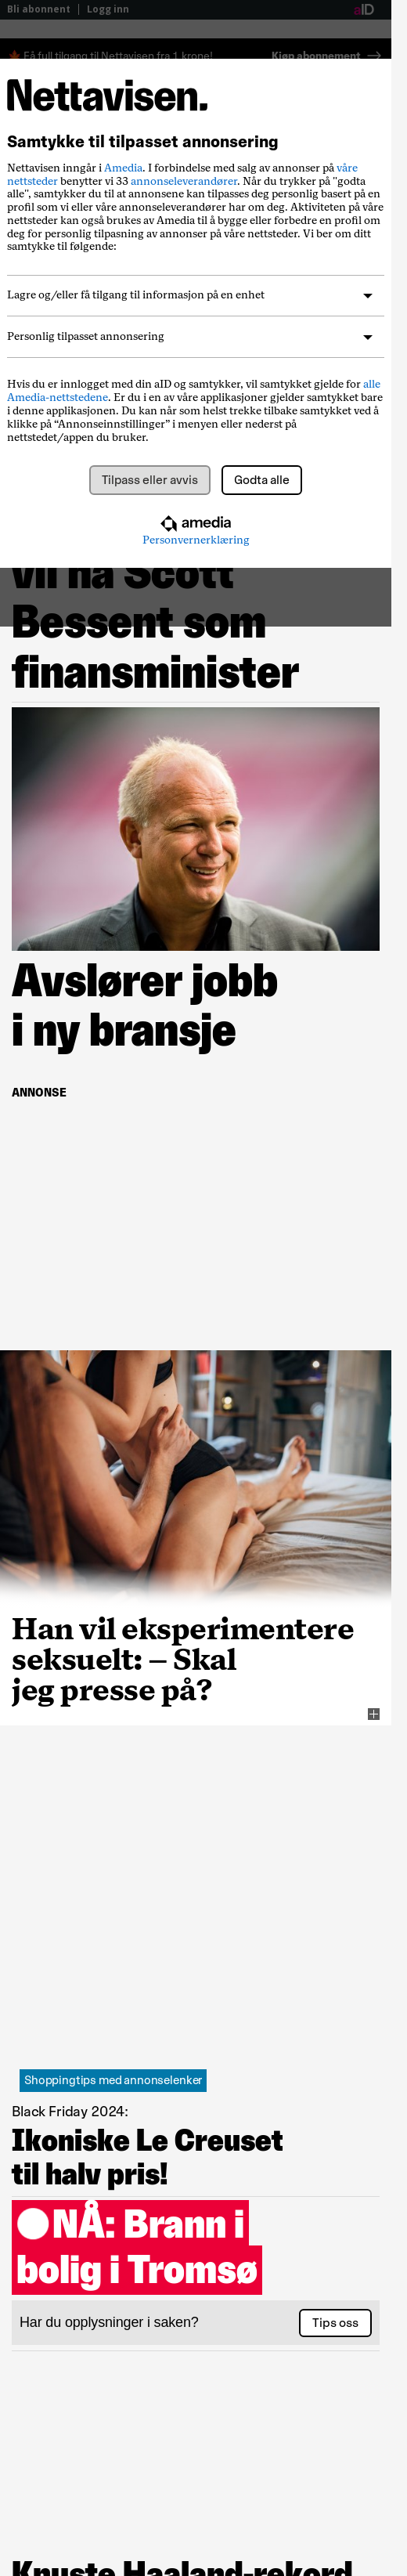 Bli abonnent | Logg inn
aID
Få full tilgang til Nettavisen fra 1 krone!
Kjøp abonnement →
Nettavisen.
Samtykke til tilpasset annonsering
Nettavisen inngår i Amedia. I forbindelse med salg av annonser på våre
nettsteder benytter vi 33 annonseleverandører. Når du trykker på "godta
alle", samtykker du til at annonsene kan tilpasses deg personlig basert på en
profil som vi eller våre annonseleverandører har om deg. Aktiviteten på våre
nettsteder kan også brukes av Amedia til å bygge eller forbedre en profil om
deg for personlig tilpasning av annonser på våre nettsteder. Vi ber om ditt
samtykke til følgende:
Lagre og/eller få tilgang til informasjon på en enhet
Personlig tilpasset annonsering
Hvis du er innlogget med din aID og samtykker, vil samtykket gjelde for alle
Amedia-nettstedene. Er du i en av våre applikasjoner gjelder samtykket bare
i denne applikasjonen. Du kan når som helst trekke tilbake samtykket ved å
klikke på “Annonseinnstillinger” i menyen eller nederst på
nettstedet/appen du bruker.
Tilpass eller avvis
Godta alle
amedia
Personvernerklæring
vil ha Scott
Bessent som
finansminister
Avslører jobb
i ny bransje
ANNONSE
Han vil eksperimentere
seksuelt: – Skal
jeg presse på?
Shoppingtips med annonselenker
Black Friday 2024:
Ikoniske Le Creuset
til halv pris!
NÅ: Brann i
bolig i Tromsø
Har du opplysninger i saken?
Tips oss
Knuste Haaland-rekord